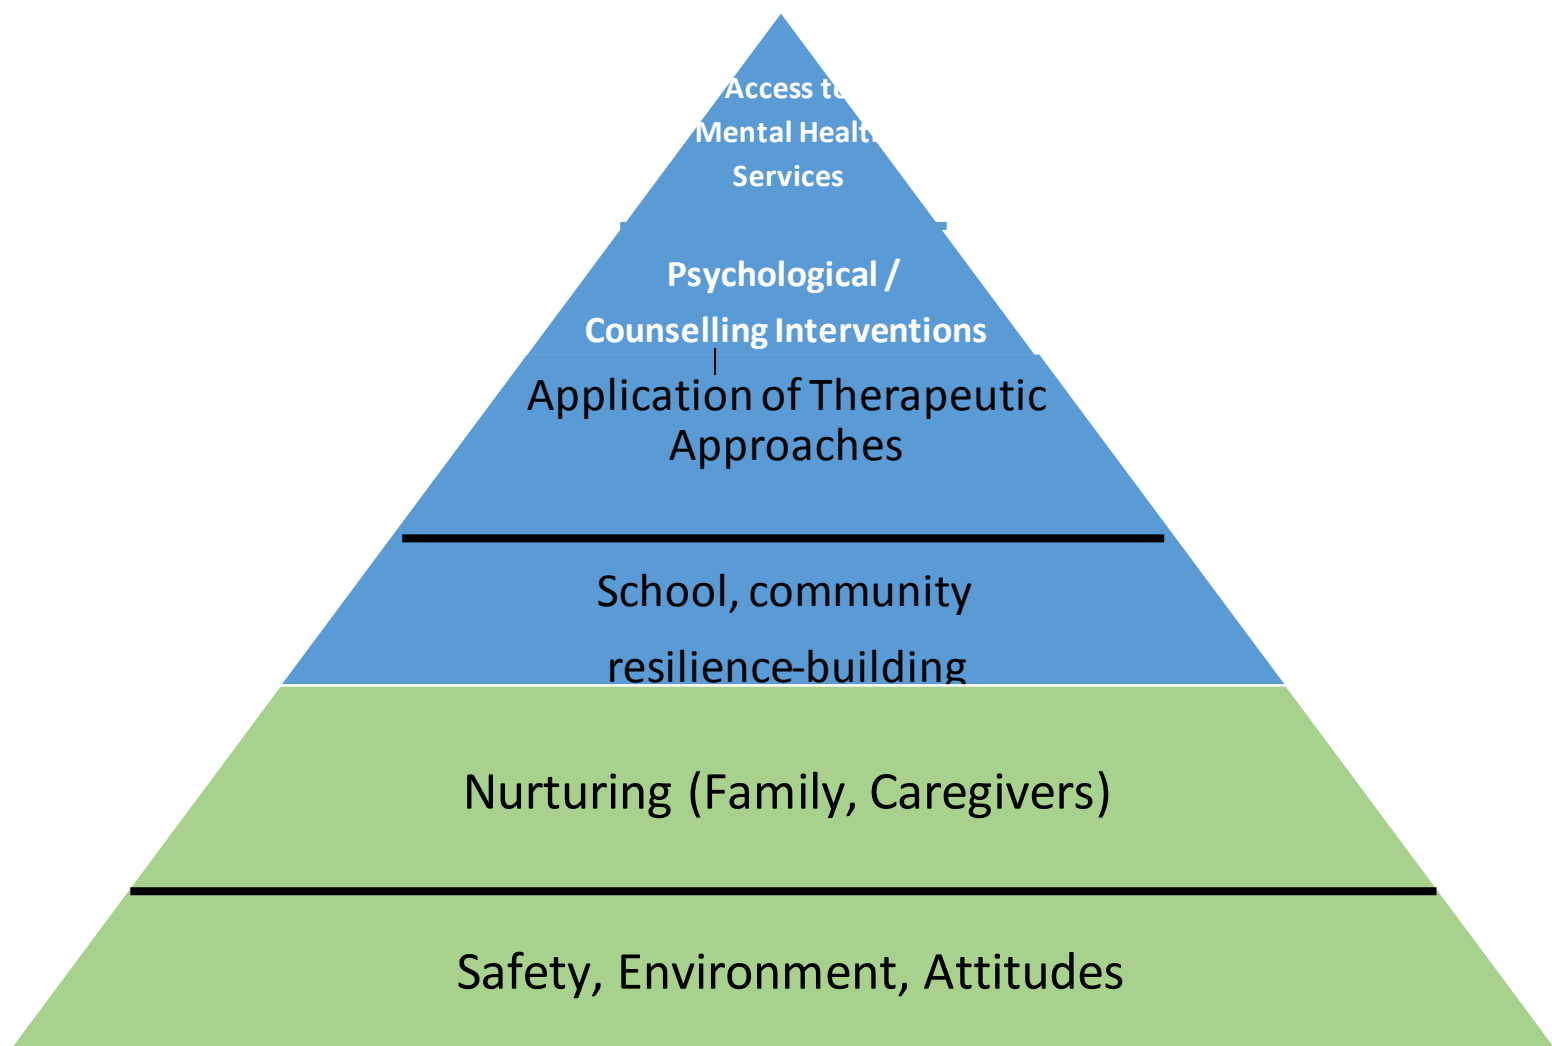 Access to
Mental Health
Services
Psychological /
Counselling Interventions
Application of Therapeutic
Approaches
School, community
resilience-building
Nurturing (Family, Caregivers)
Safety, Environment, Attitudes